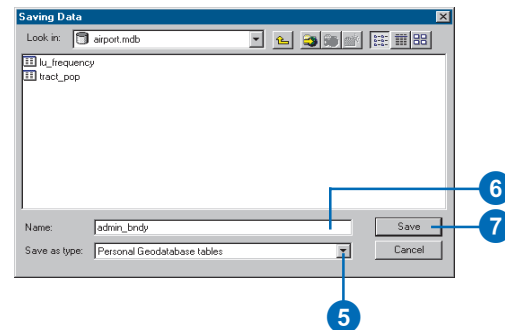 Saving Data
Look in: airport.mdb
lu_frequency
tract_pop
6
Name: admin_bndy Save
7
Save as type: Personal Geodatabase tables Cancel
5